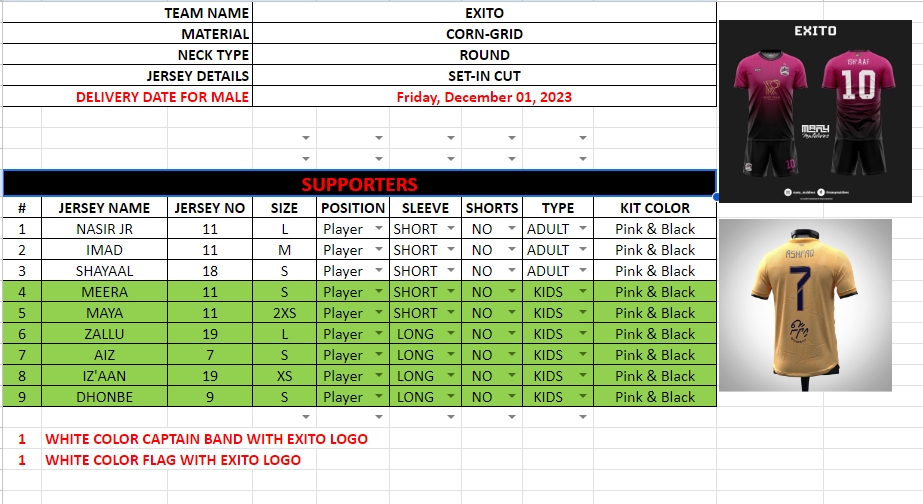 TEAM NAME EXITO
MATERIAL CORN-GRID
NECK TYPE ROUND
JERSEY DETAILS SET-IN CUT
DELIVERY DATE FOR MALE Friday, December 01, 2023
SUPPORTERS
# JERSEY NAME JERSEY NO SIZE POSITION SLEEVE SHORTS TYPE KIT COLOR
1 NASIR JR 11 L Player SHORT NO ADULT Pink & Black
2 IMAD 11 M Player SHORT NO ADULT Pink & Black
3 SHAYAAL 18 S Player SHORT NO ADULT Pink & Black
4 MEERA 11 S Player SHORT NO KIDS Pink & Black
5 MAYA 11 2XS Player SHORT NO KIDS Pink & Black
6 ZALLU 19 L Player LONG NO KIDS Pink & Black
7 AIZ 7 S Player LONG NO KIDS Pink & Black
8 IZ'AAN 19 XS Player LONG NO KIDS Pink & Black
9 DHONBE 9 S Player LONG NO KIDS Pink & Black
1 WHITE COLOR CAPTAIN BAND WITH EXITO LOGO
1 WHITE COLOR FLAG WITH EXITO LOGO
EXITO
10
10
ASHFAQ
7